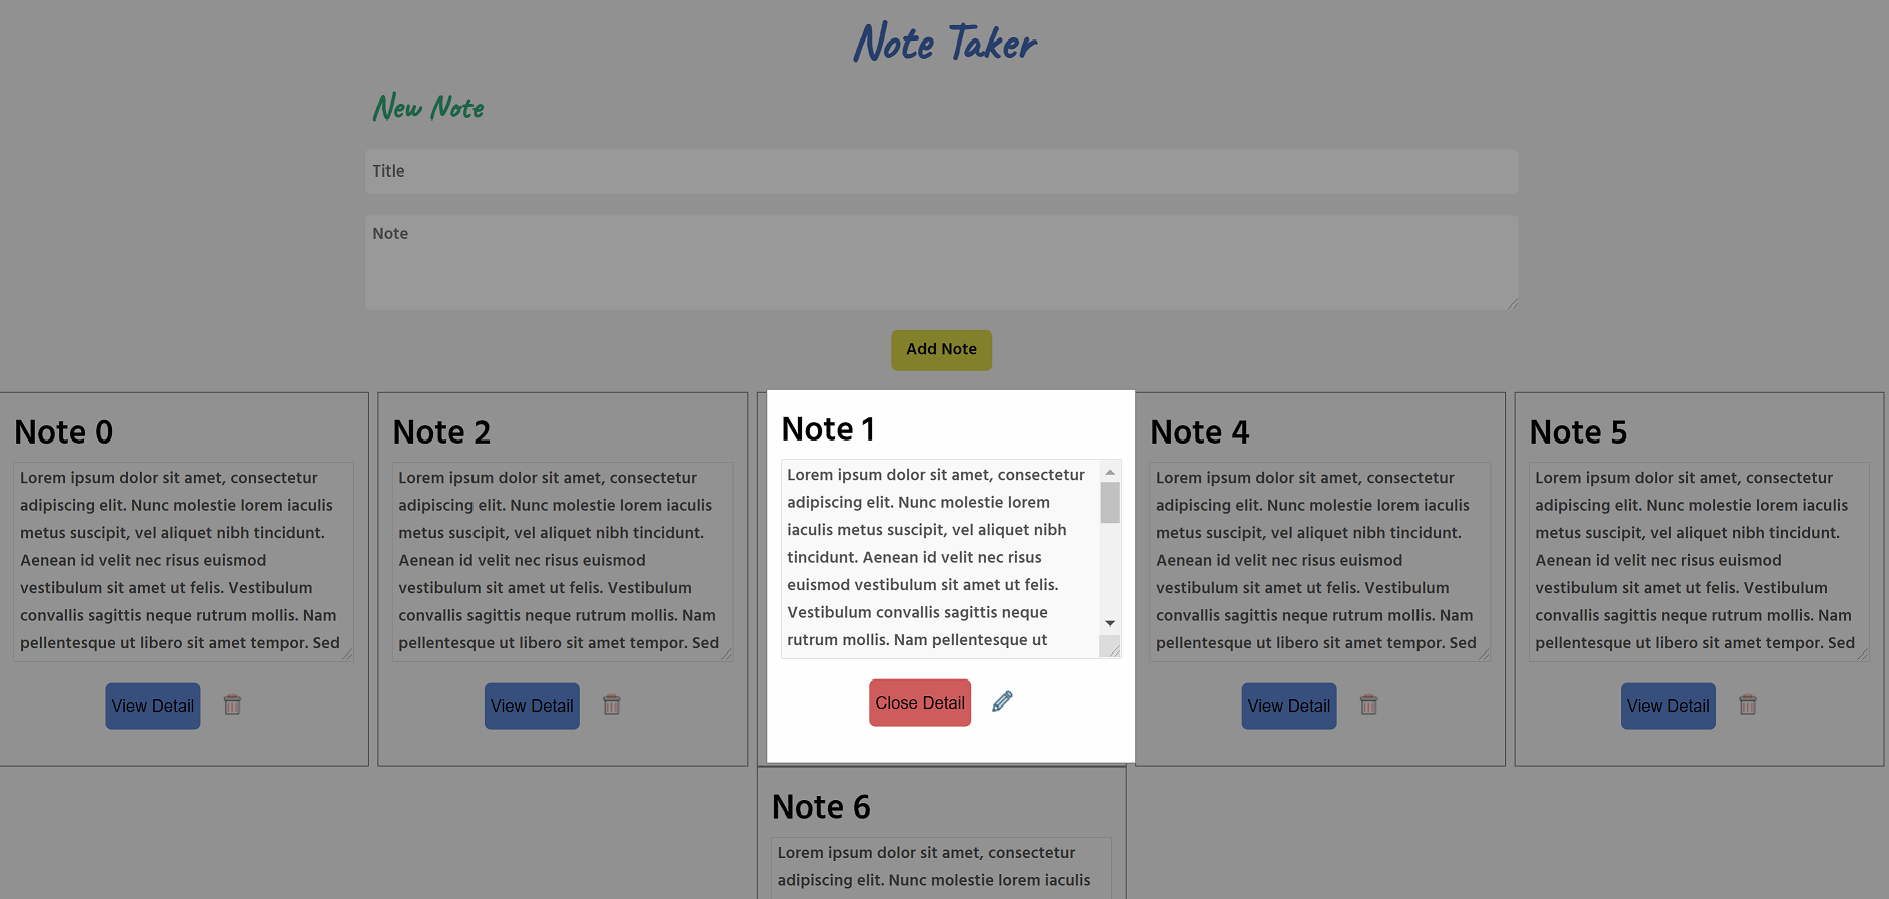 Note Taker
New Note
Title
Note
Add Note
Note 0
Lorem ipsum dolor sit amet, consectetur
adipiscing elit. Nunc molestie lorem iaculis
metus suscipit, vel aliquet nibh tincidunt.
Aenean id velit nec risus euismod
vestibulum sit amet ut felis. Vestibulum
convallis sagittis neque rutrum mollis. Nam
pellentesque ut libero sit amet tempor. Sed
View Detail
Note 2
Lorem ipsum dolor sit amet, consectetur
adipiscing elit. Nunc molestie lorem iaculis
metus suscipit, vel aliquet nibh tincidunt.
Aenean id velit nec risus euismod
vestibulum sit amet ut felis. Vestibulum
convallis sagittis neque rutrum mollis. Nam
pellentesque ut libero sit amet tempor. Sed
View Detail
Note 1
Lorem ipsum dolor sit amet, consectetur
adipiscing elit. Nunc molestie lorem
iaculis metus suscipit, vel aliquet nibh
tincidunt. Aenean id velit nec risus
euismod vestibulum sit amet ut felis.
Vestibulum convallis sagittis neque
rutrum mollis. Nam pellentesque ut
Close Detail
Note 4
Lorem ipsum dolor sit amet, consectetur
adipiscing elit. Nunc molestie lorem iaculis
metus suscipit, vel aliquet nibh tincidunt.
Aenean id velit nec risus euismod
vestibulum sit amet ut felis. Vestibulum
convallis sagittis neque rutrum mollis. Nam
pellentesque ut libero sit amet tempor. Sed
View Detail
Note 5
Lorem ipsum dolor sit amet, consectetur
adipiscing elit. Nunc molestie lorem iaculis
metus suscipit, vel aliquet nibh tincidunt.
Aenean id velit nec risus euismod
vestibulum sit amet ut felis. Vestibulum
convallis sagittis neque rutrum mollis. Nam
pellentesque ut libero sit amet tempor. Sed
View Detail
Note 6
Lorem ipsum dolor sit amet, consectetur
adipiscing elit. Nunc molestie lorem iaculis